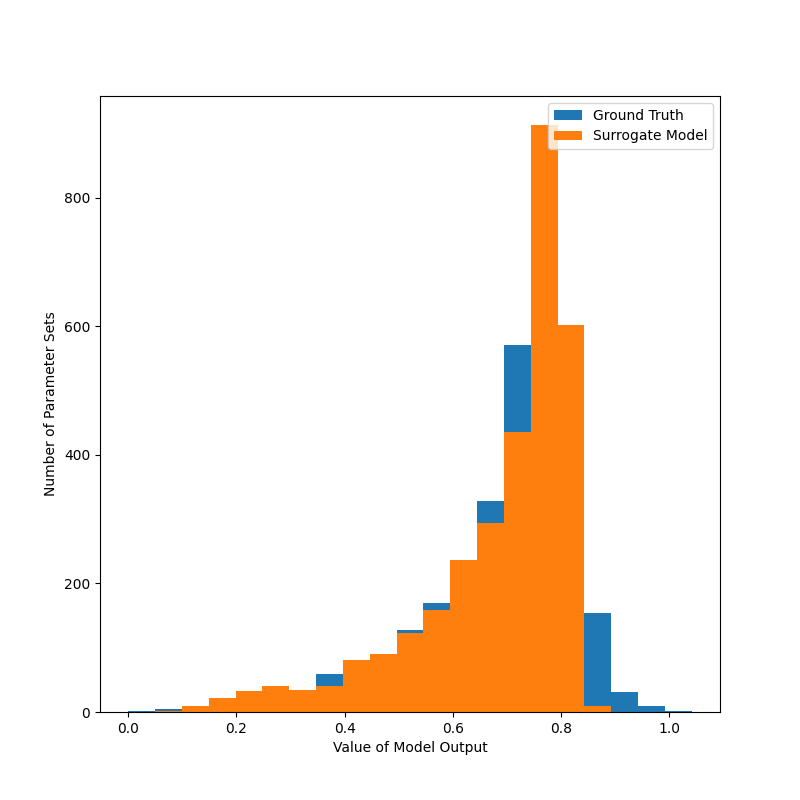 Ground Truth
Surrogate Model
800
600
400
200
0
0.0 0.2 0.4 0.6 0.8 1.0
Number of Parameter Sets
Value of Model Output